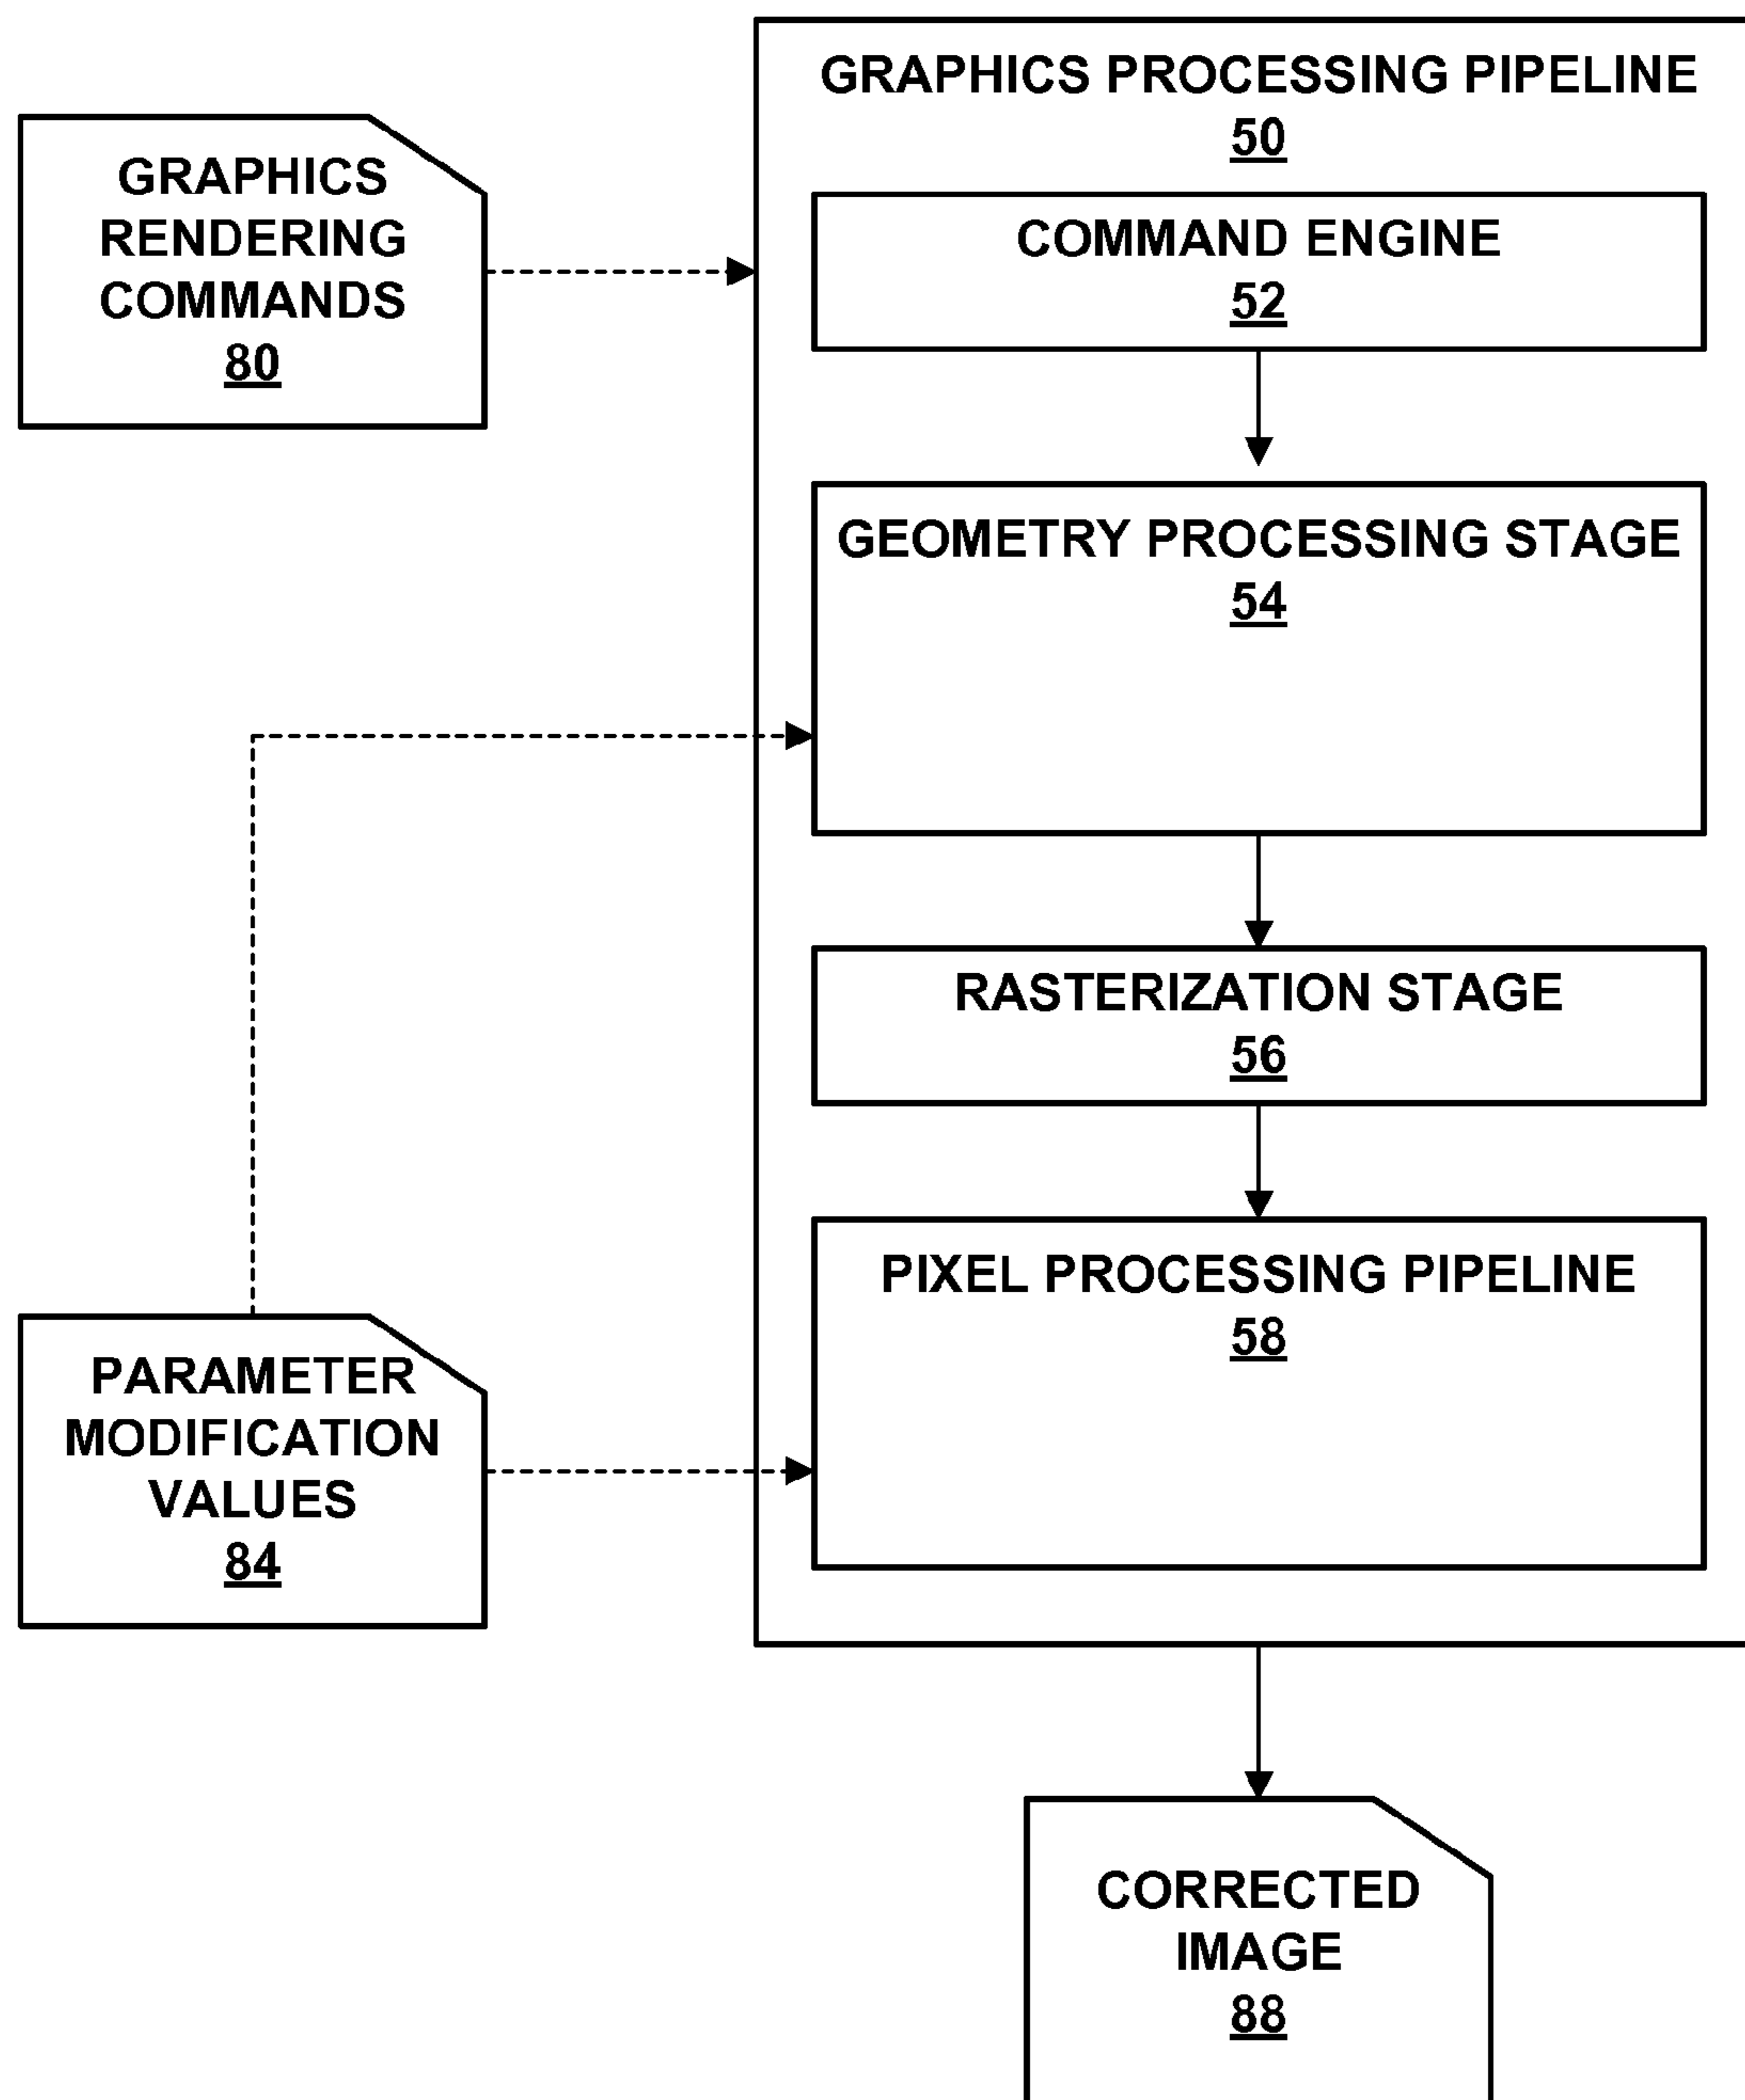 GRAPHICS PROCESSING PIPELINE
50
GRAPHICS
RENDERING
COMMANDS
80
COMMAND ENGINE
52
GEOMETRY PROCESSING STAGE
54
RASTERIZATION STAGE
56
PIXEL PROCESSING PIPELINE
58
PARAMETER
MODIFICATION
VALUES
84
CORRECTED
IMAGE
88